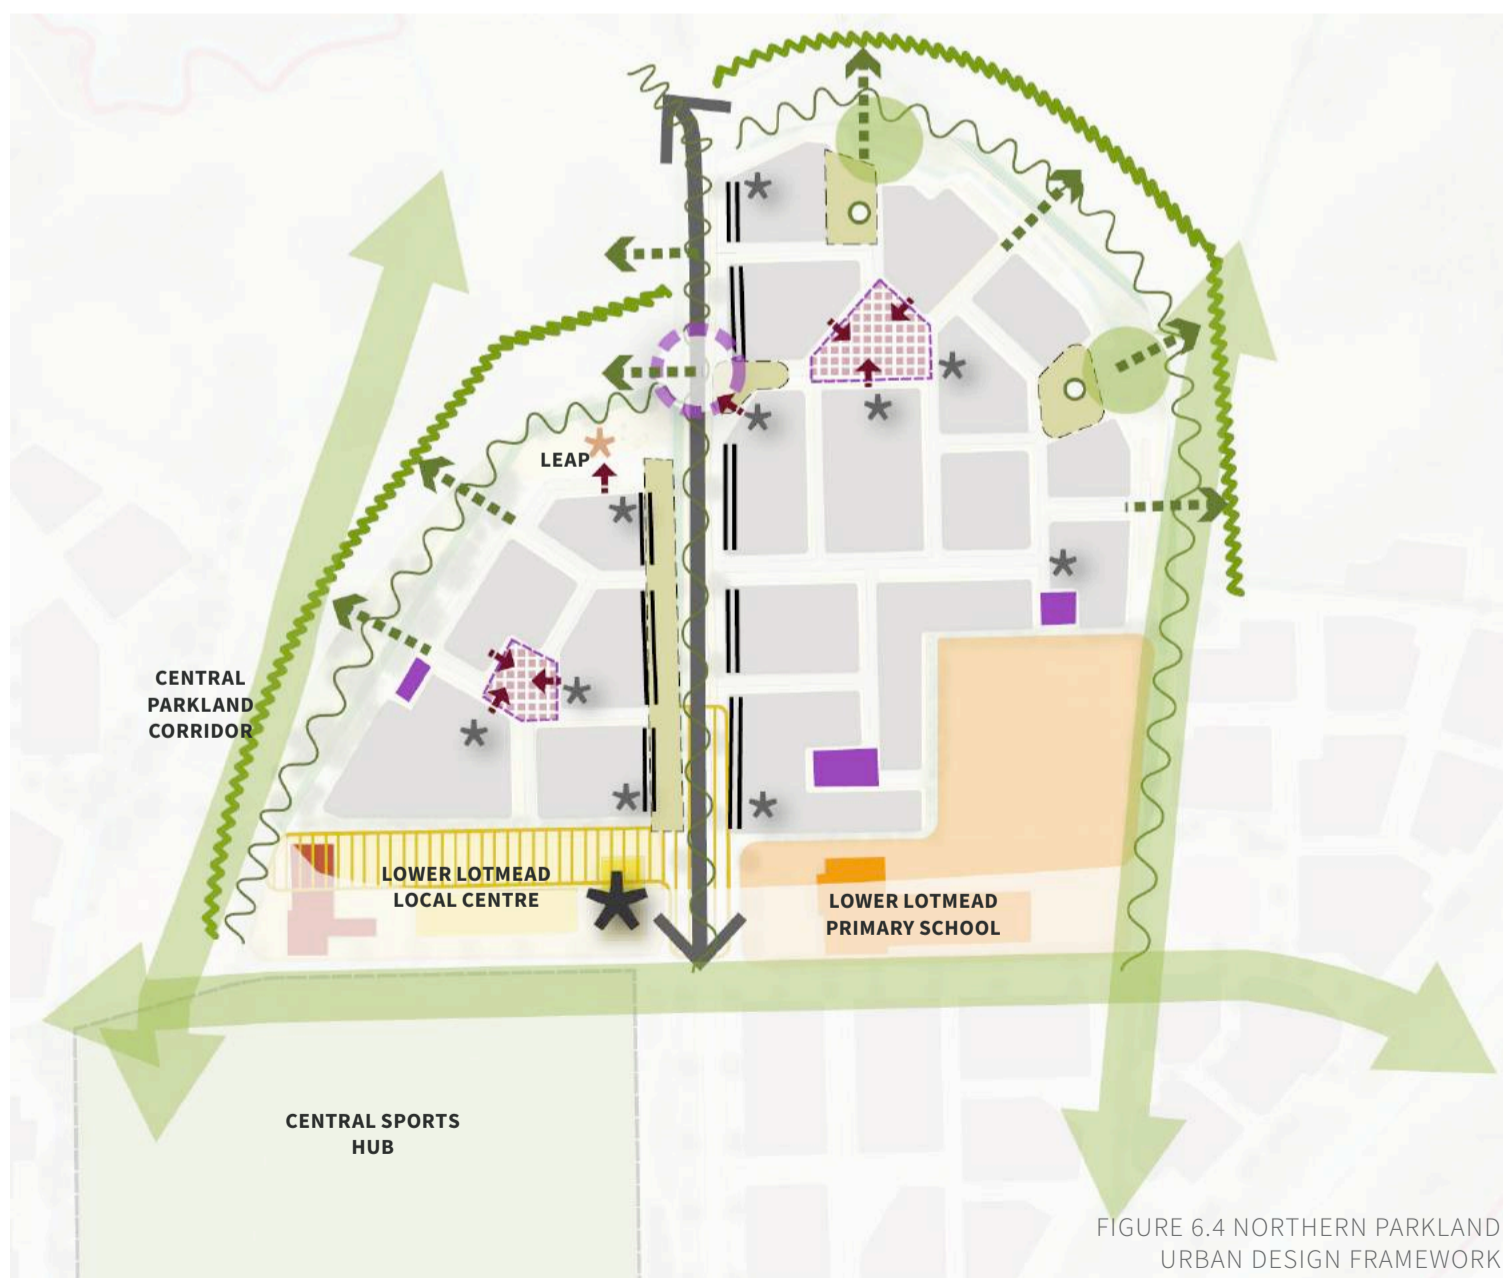 LEAP
CENTRAL
PARKLAND
CORRIDOR
LOWER LOTMEAD
LOCAL CENTRE
LOWER LOTMEAD
PRIMARY SCHOOL
CENTRAL SPORTS
HUB
FIGURE 6.4 NORTHERN PARKLAND
URBAN DESIGN FRAMEWORK